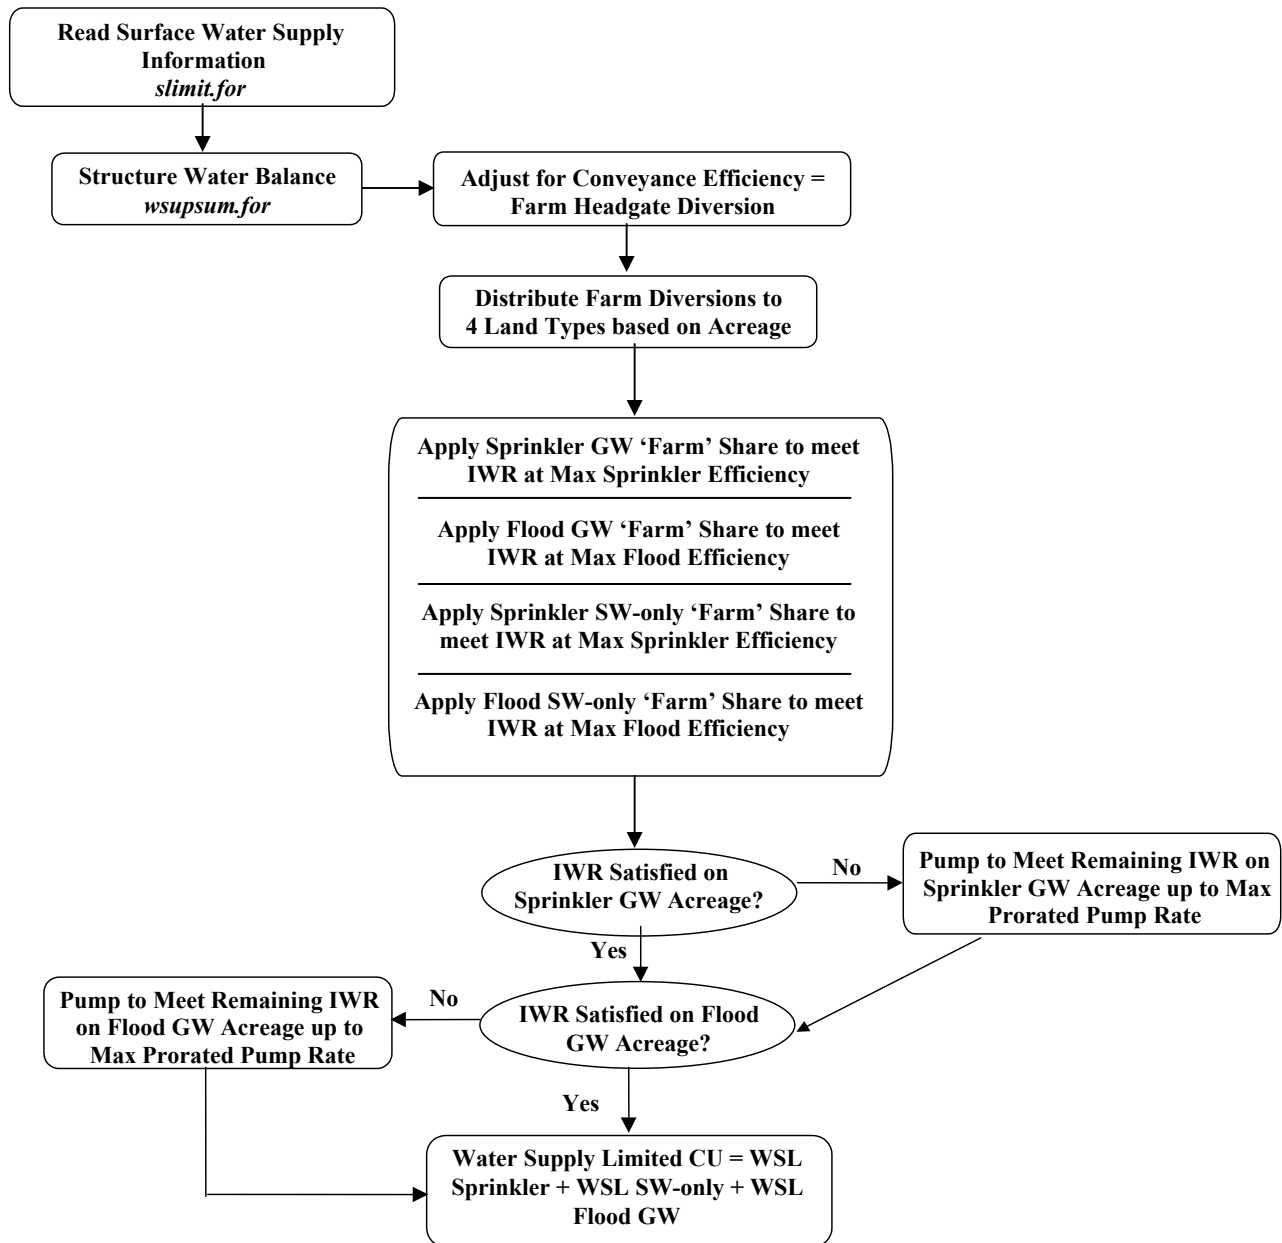 Read Surface Water Supply
Information
slimit.for
Structure Water Balance
wsupsum.for
Adjust for Conveyance Efficiency =
Farm Headgate Diversion
Distribute Farm Diversions to
4 Land Types based on Acreage
Apply Sprinkler GW ‘Farm’ Share to meet
IWR at Max Sprinkler Efficiency
Apply Flood GW ‘Farm’ Share to meet
IWR at Max Flood Efficiency
Apply Sprinkler SW-only ‘Farm’ Share to
meet IWR at Max Sprinkler Efficiency
Apply Flood SW-only ‘Farm’ Share to meet
IWR at Max Flood Efficiency
IWR Satisfied on
Sprinkler GW Acreage?
No
Pump to Meet Remaining IWR on
Sprinkler GW Acreage up to Max
Prorated Pump Rate
Yes
IWR Satisfied on Flood
GW Acreage?
No
Pump to Meet Remaining IWR
on Flood GW Acreage up to
Max Prorated Pump Rate
Yes
Water Supply Limited CU = WSL
Sprinkler + WSL SW-only + WSL
Flood GW